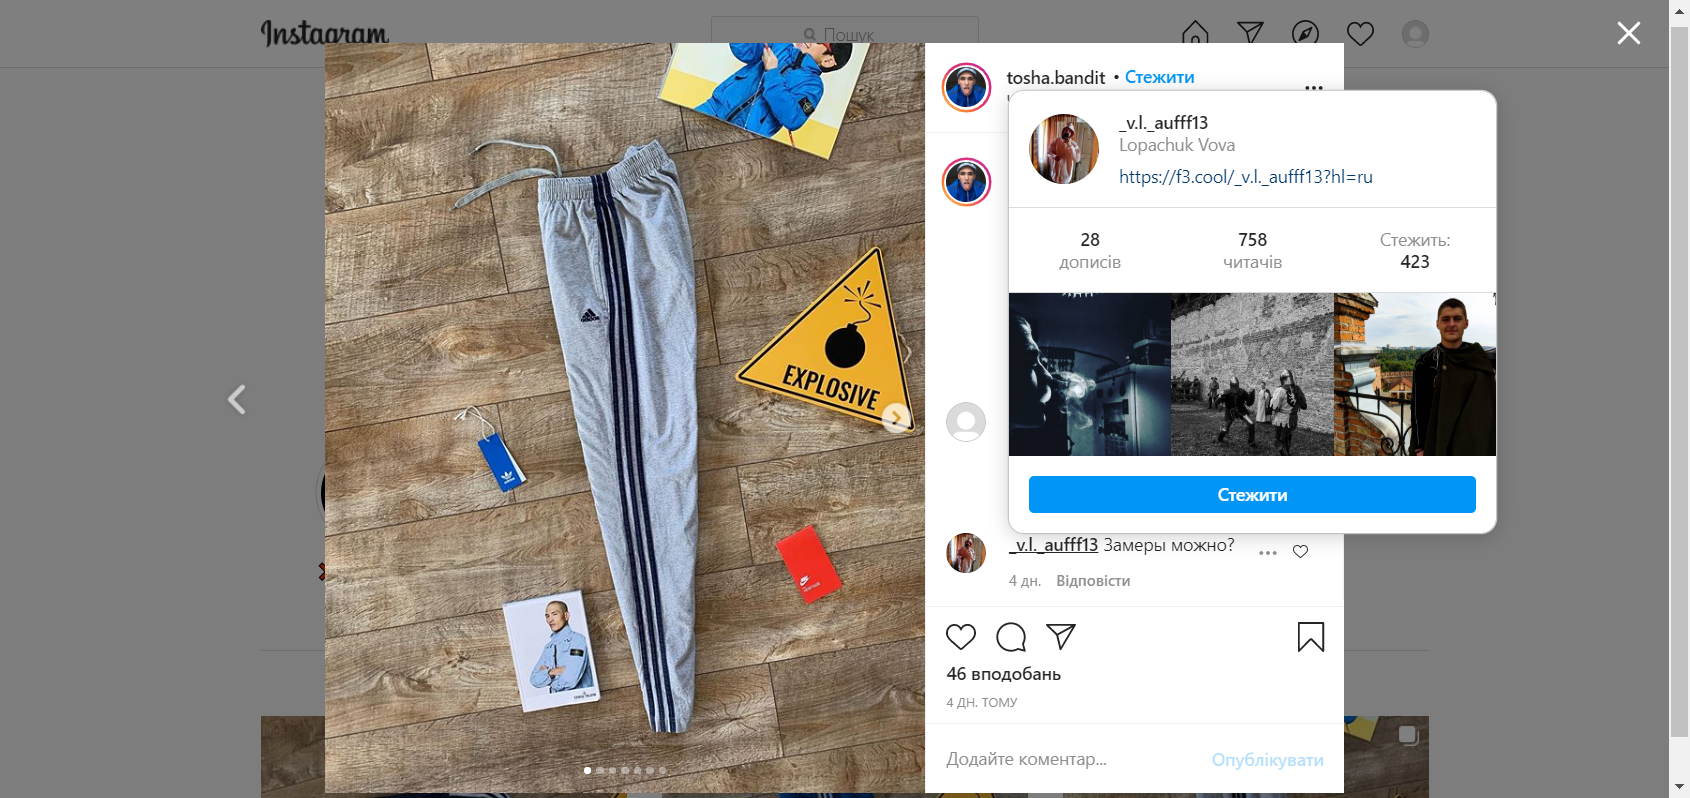 Instagram
Пошук
tosha.bandit • Стежити
_v.l._aufff13
Lopachuk Vova
https://f3.cool/_v.l._aufff13?hl=ru
28
дописів
758
читачів
Стежить:
423
Стежити
_v.l._aufff13 Замеры можно?
4 дн. Відповісти
46 вподобань
4 ДН. ТОМУ
Додайте коментар...
Опублікувати
EXPLOSIVE
adidas